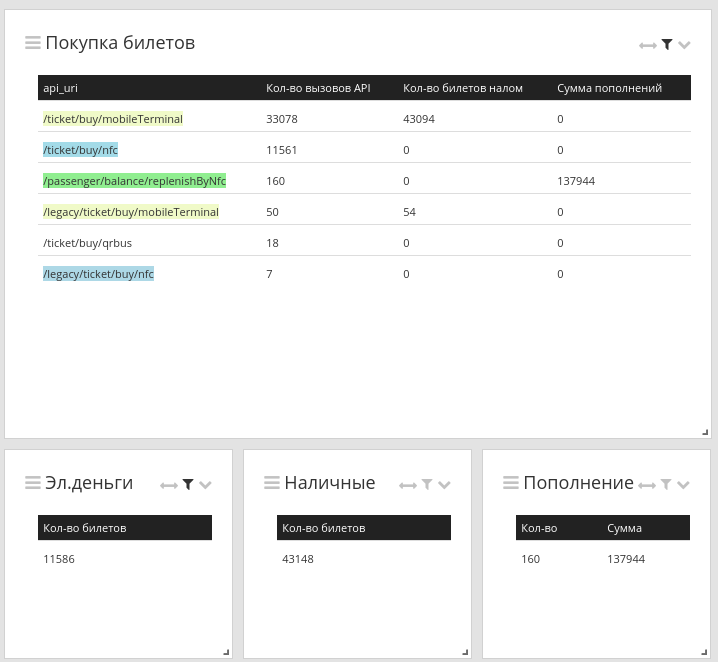 Покупка билетов
api_uri Кол-во вызовов API Кол-во билетов налом Сумма пополнений
/ticket/buy/mobileTerminal 33078 43094 0
/ticket/buy/nfc 11561 0 0
/passenger/balance/replenishByNfc 160 0 137944
/legacy/ticket/buy/mobileTerminal 50 54 0
/ticket/buy/qrbus 18 0 0
/legacy/ticket/buy/nfc 7 0 0
Эл.деньги
Кол-во билетов
11586
Наличные
Кол-во билетов
43148
Пополнение
Кол-во Сумма
160 137944